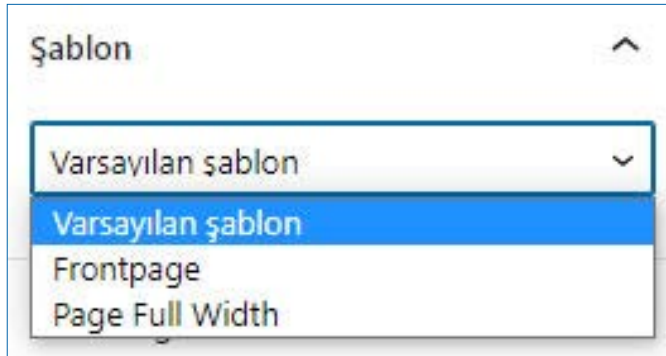 Şablon
Varsayılan şablon
Varsayılan şablon
Frontpage
Page Full Width